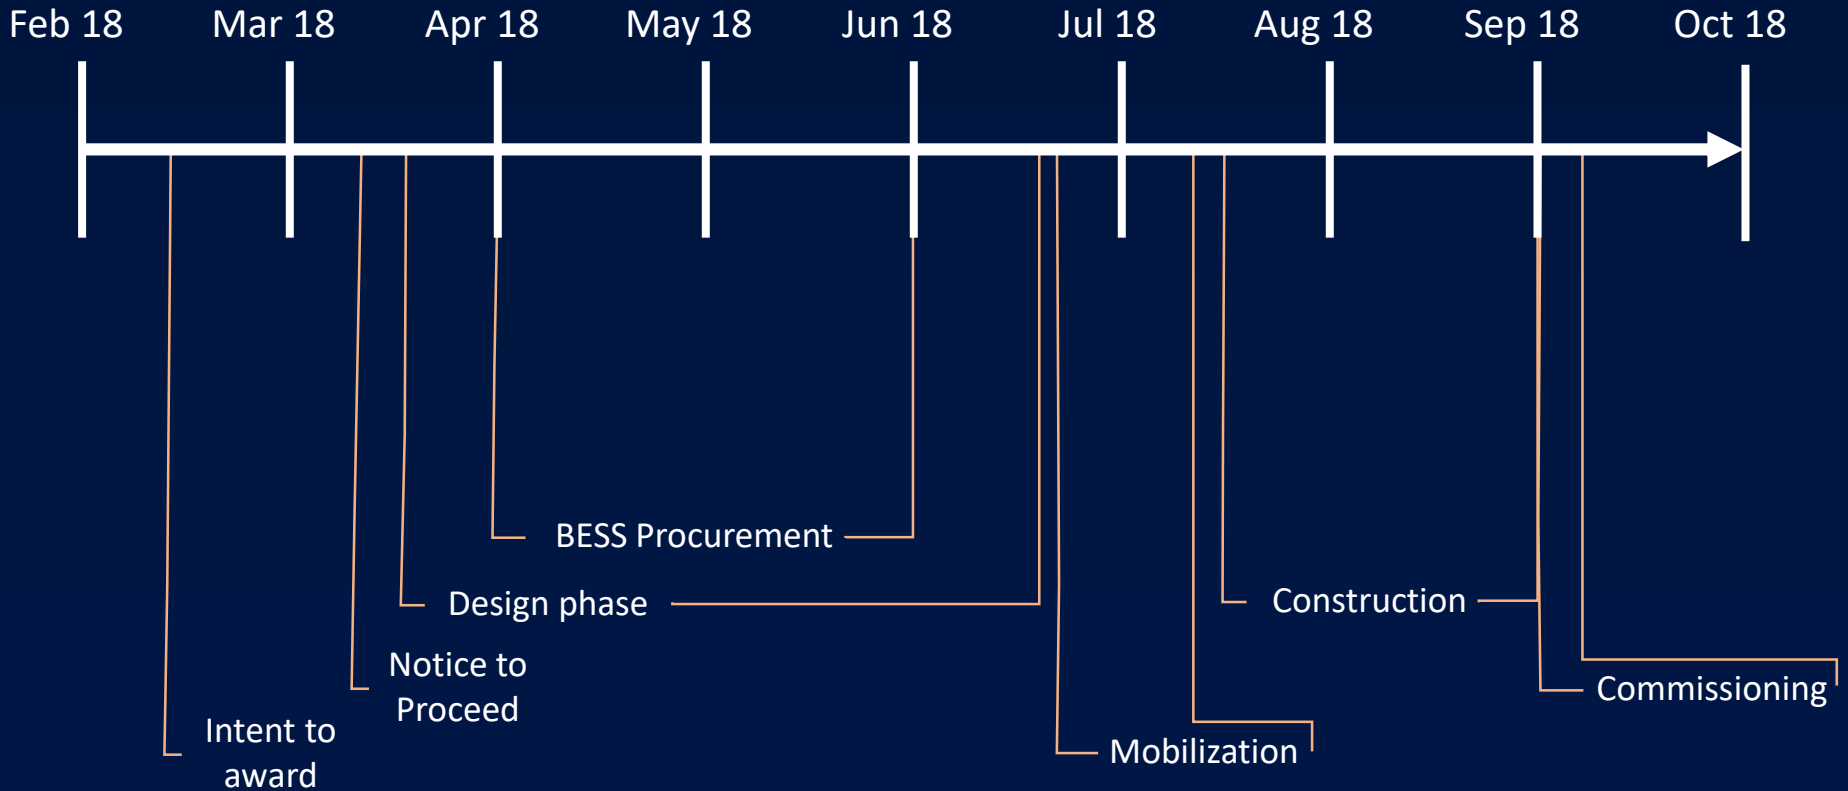 Feb 18
Mar 18
Apr 18
May 18
Jun 18
Jul 18
Aug 18
Sep 18
Oct 18
BESS Procurement
Design phase
Construction
Notice to
Proceed
Commissioning
Intent to
award
Mobilization